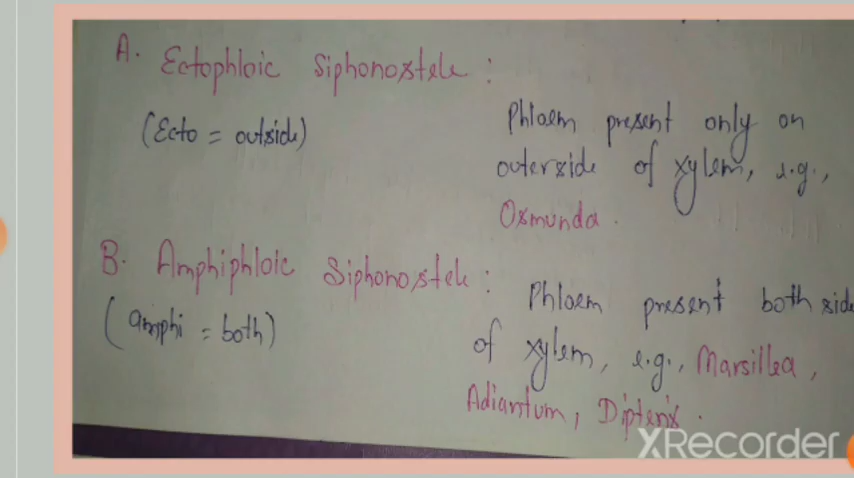 A. Ectophloic Siphonostele :
(Ecto = outside)
Phloem present only on
outerside of xylem, e.g.,
Osmunda.
B. Amphiphloic Siphonostele :
(amphi = both)
Phloem present both side
of xylem, e.g., Marsillea,
Adiantum, Dipteris.
XRecorder